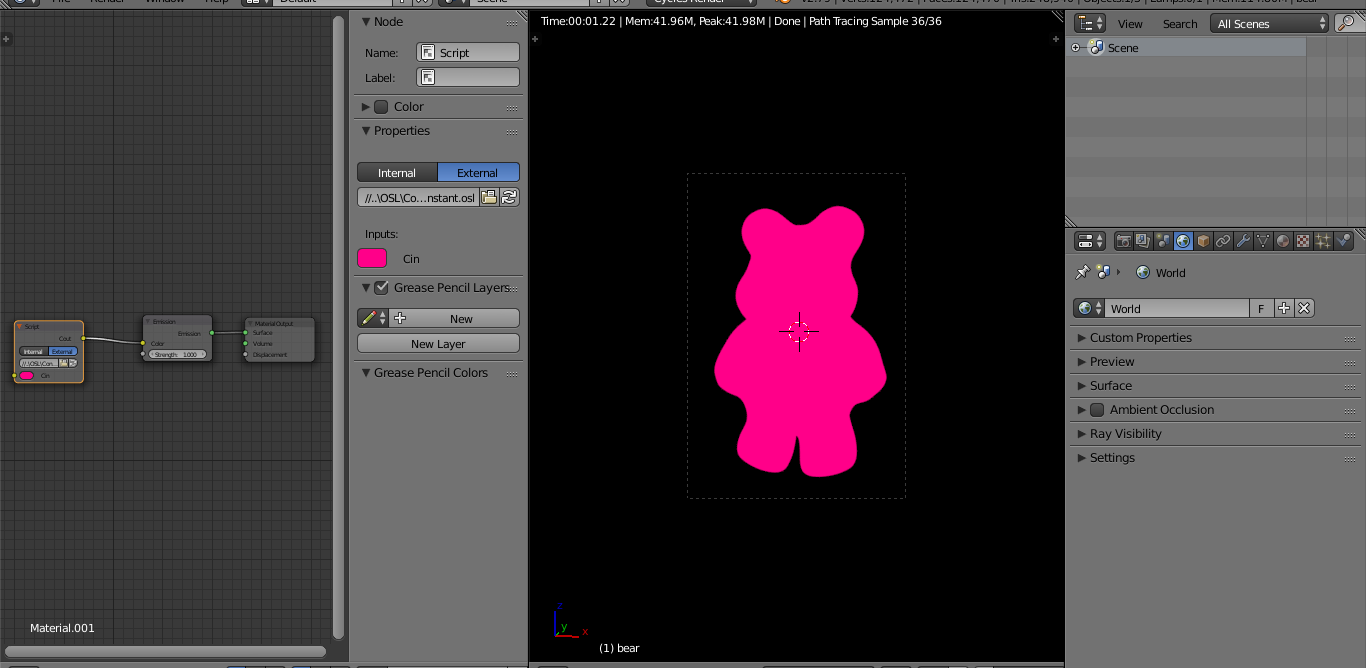 Node
Name:
Script
Label:
Color
Properties
Internal
External
//..\OSL\Co...nstant.osl
Inputs:
Cin
Grease Pencil Layers
New
New Layer
Grease Pencil Colors
Script
Cout
Internal
External
Cin
Emission
Emission
Color
Strength: 1.000
Material Output
Surface
Volume
Displacement
Material.001
Time:00:01.22 | Mem:41.96M, Peak:41.98M | Done | Path Tracing Sample 36/36
z
y
x
(1) bear
View
Search
All Scenes
Scene
World
World
F
Custom Properties
Preview
Surface
Ambient Occlusion
Ray Visibility
Settings